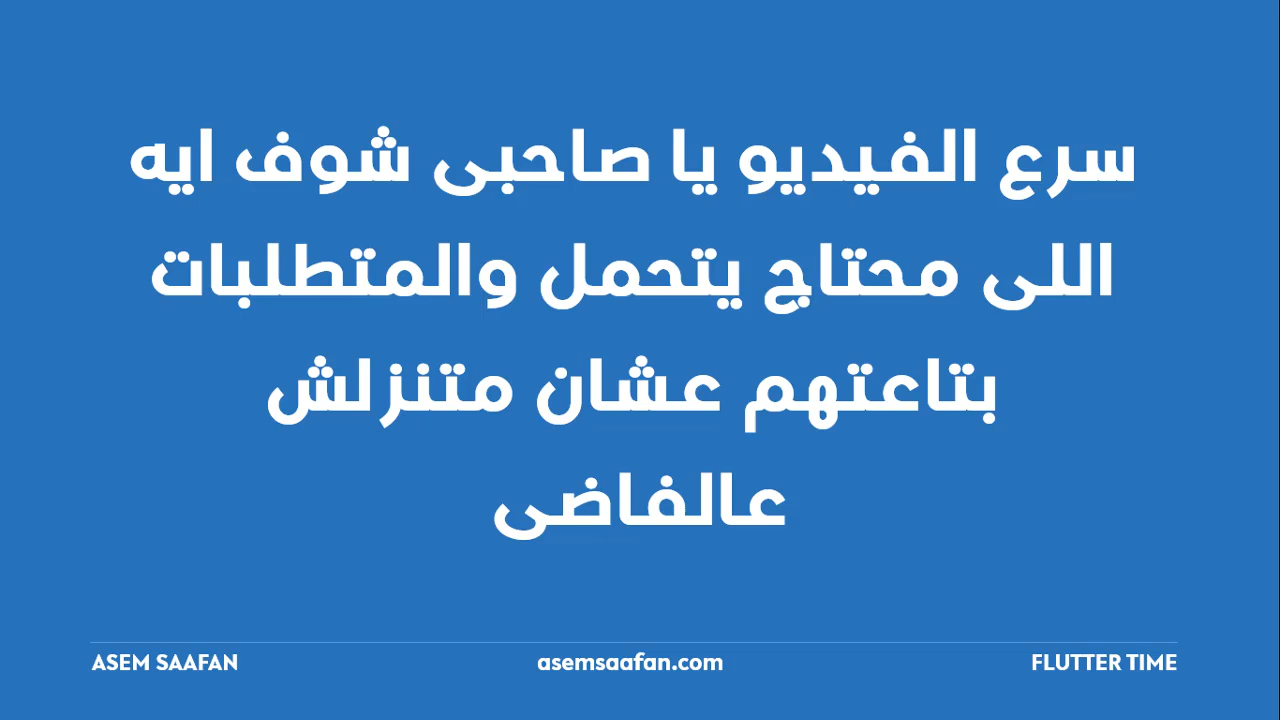 سرع الفيديو يا صاحبى شوف ايه
اللى محتاج يتحمل والمتطلبات
بتاعتهم عشان متنزلش
عالفاضى
ASEM SAAFAN
asemsaafan.com
FLUTTER TIME